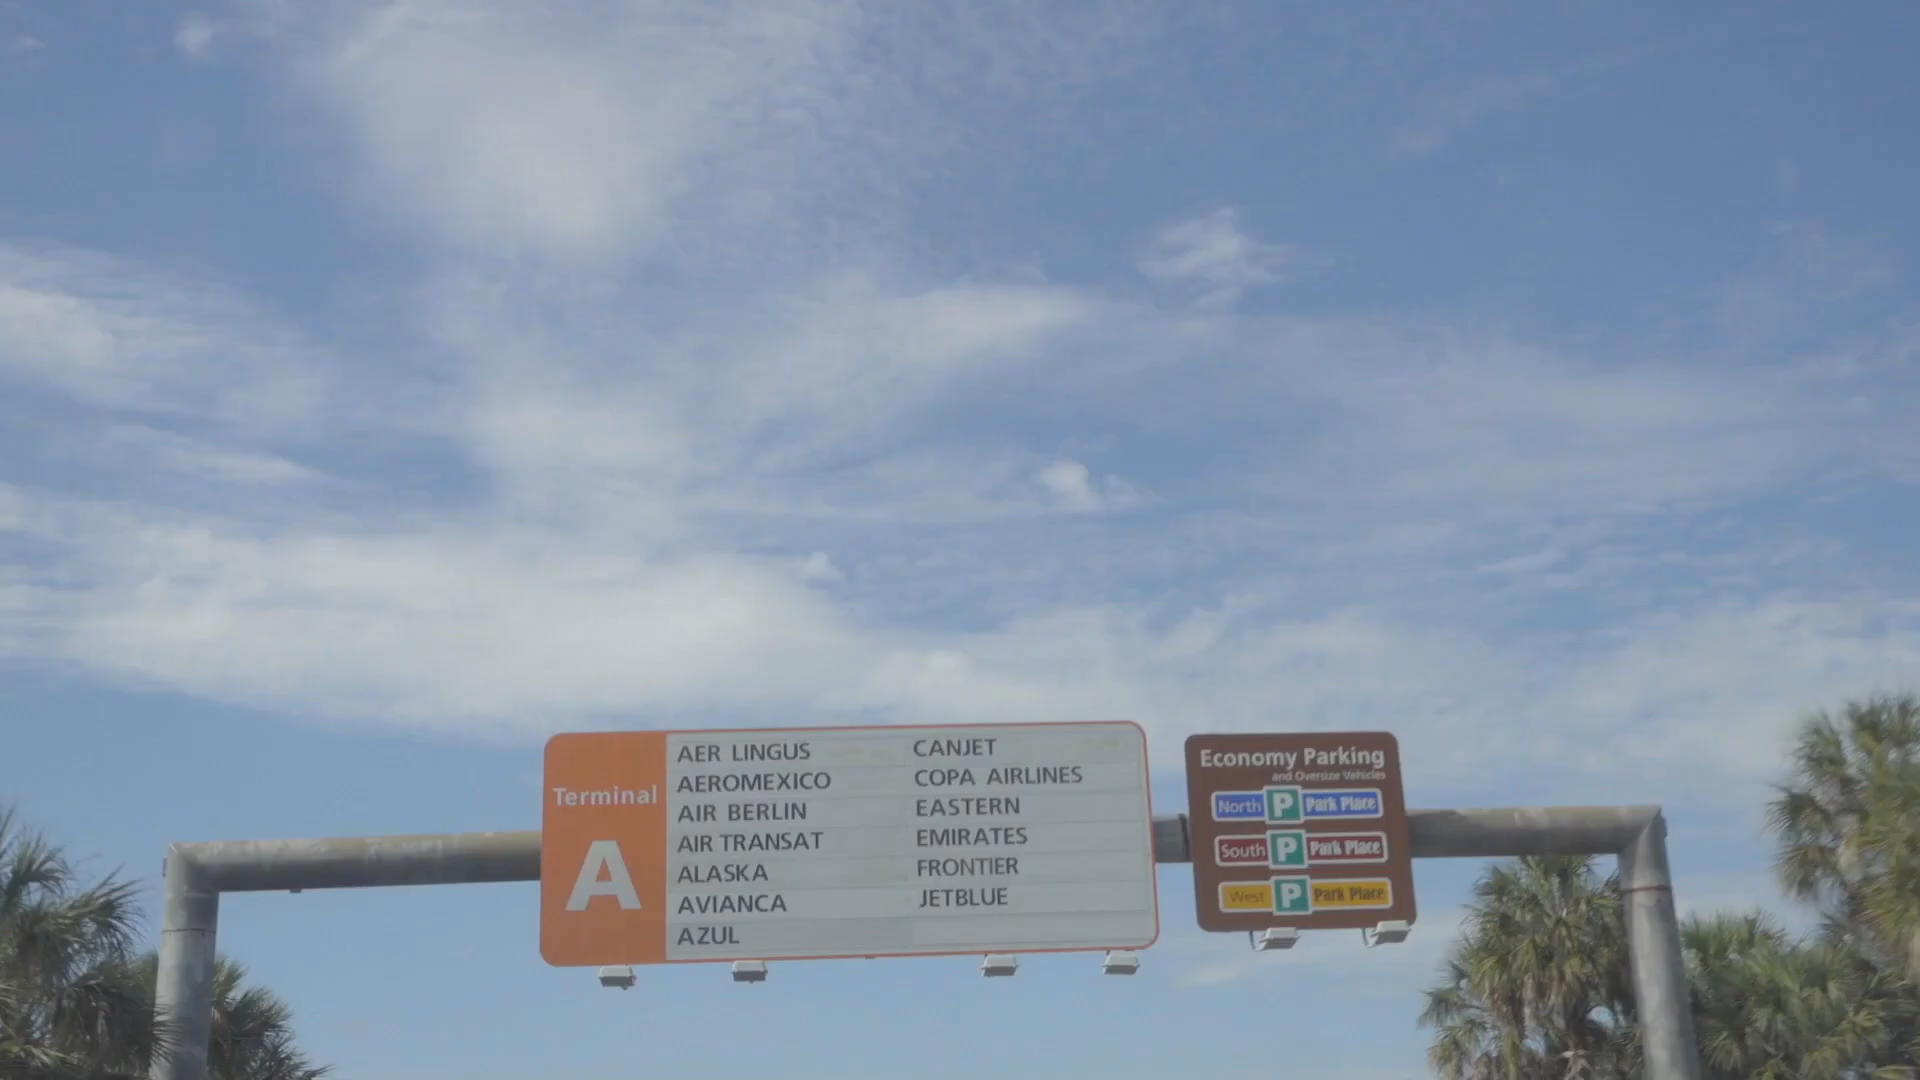 Terminal
A
AER LINGUS
AEROMEXICO
AIR BERLIN
AIR TRANSAT
ALASKA
AVIANCA
AZUL
CANJET
COPA AIRLINES
EASTERN
EMIRATES
FRONTIER
JETBLUE
Economy Parking
and Oversize Vehicles
North P Park Place
South P Park Place
West P Park Place